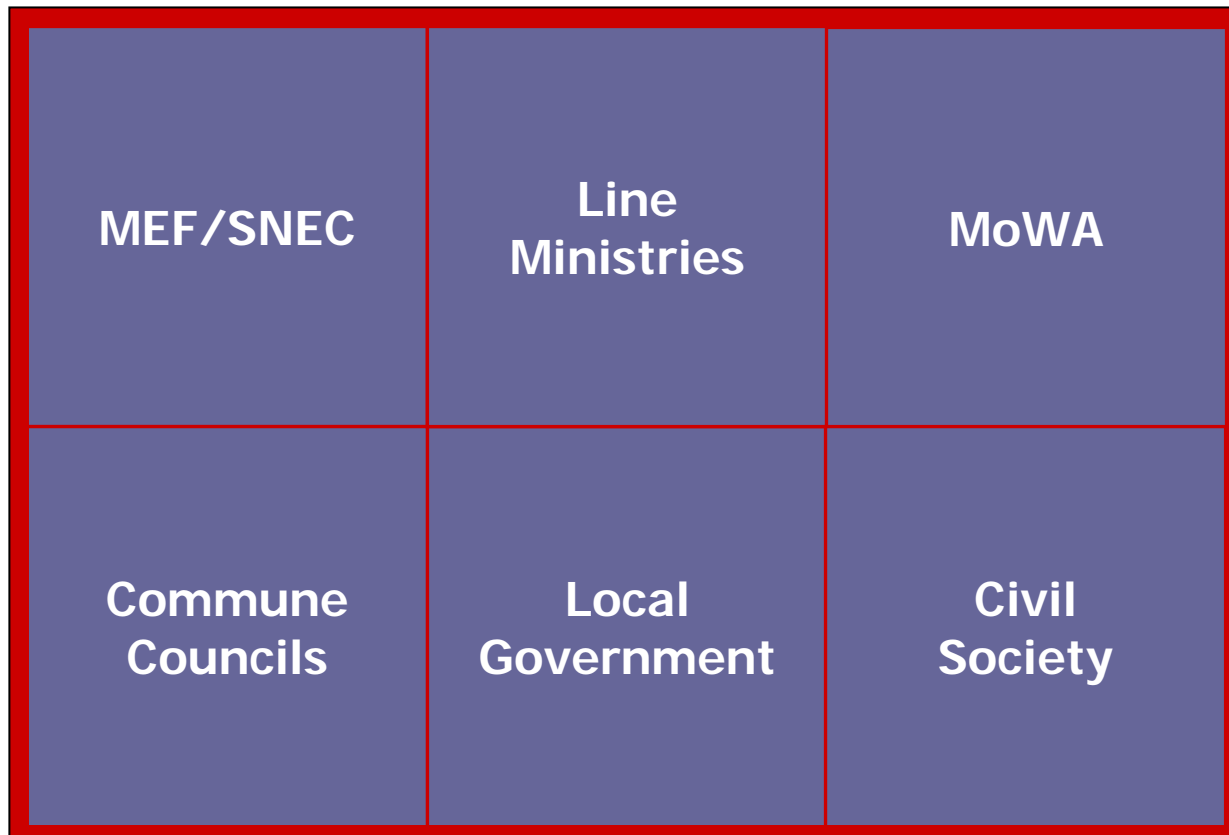 MEF/SNEC
Line
Ministries
MoWA
Commune
Councils
Local
Government
Civil
Society